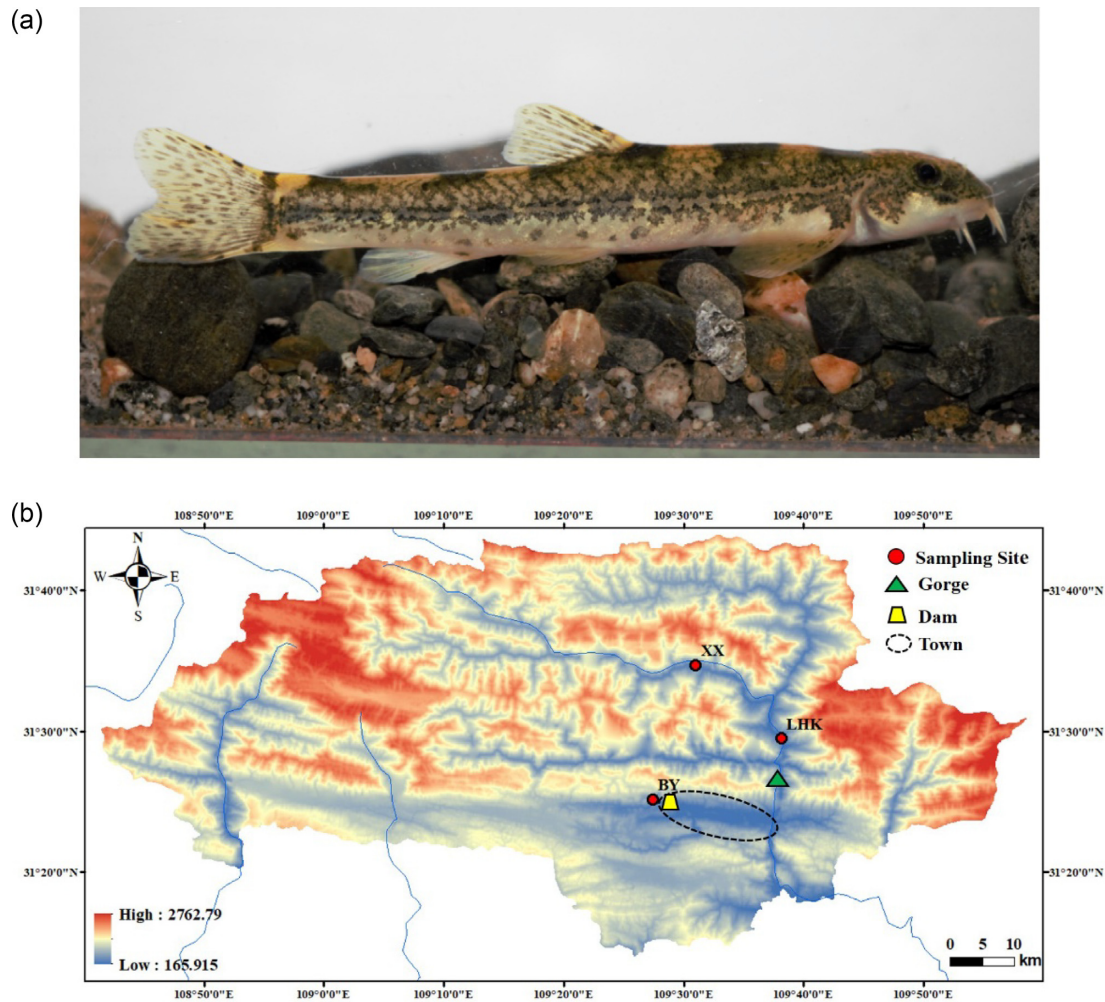 (a)
(b)
108°50'0"E 109°0'0"E 109°10'0"E 109°20'0"E 109°30'0"E 109°40'0"E 109°50'0"E
N
W E
S
Sampling Site
Gorge
Dam
Town
31°40'0"N 31°40'0"N
XX
LHK
31°30'0"N 31°30'0"N
BY
31°20'0"N 31°20'0"N
High : 2762.79
Low : 165.915
0 5 10
km
108°50'0"E 109°0'0"E 109°10'0"E 109°20'0"E 109°30'0"E 109°40'0"E 109°50'0"E